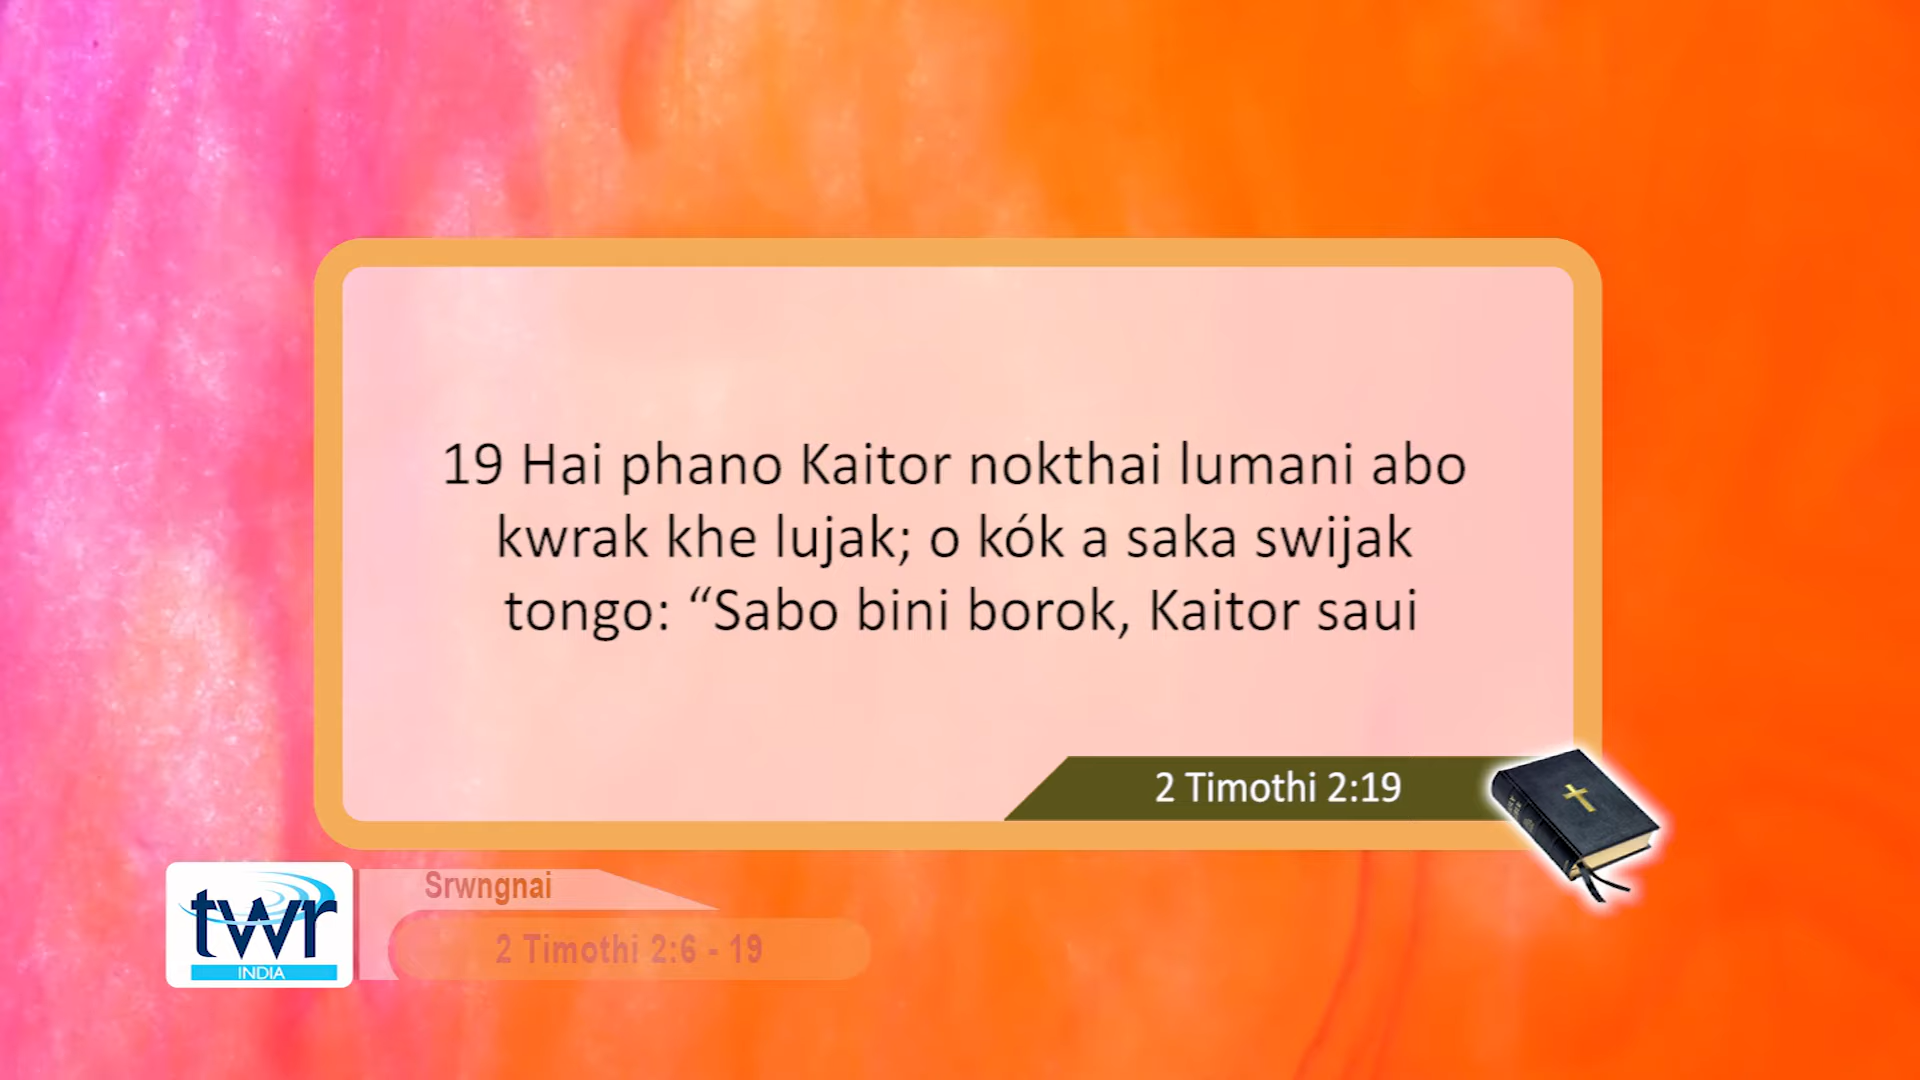 19 Hai phano Kaitor nokthai lumani abo
kwrak khe lujak; o kók a saka swijak
tongo: “Sabo bini borok, Kaitor saui
2 Timothi 2:19
twr
INDIA
Srwngnai
2 Timothi 2:6 - 19